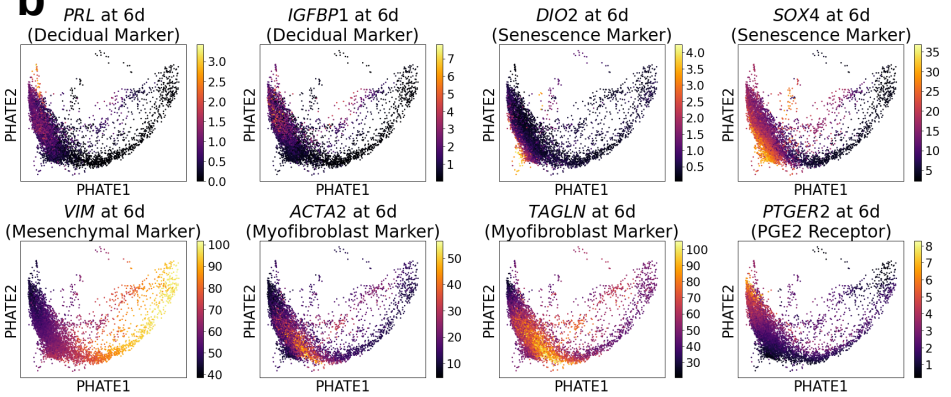 b
PRL at 6d
(Decidual Marker)
IGFBP1 at 6d
(Decidual Marker)
DIO2 at 6d
(Senescence Marker)
SOX4 at 6d
(Senescence Marker)
PHATE2
3.0
2.5
2.0
1.5
1.0
0.5
0.0
PHATE1
PHATE2
7
6
5
4
3
2
1
PHATE1
PHATE2
4.0
3.5
3.0
2.5
2.0
1.5
1.0
0.5
PHATE1
PHATE2
35
30
25
20
15
10
5
PHATE1
VIM at 6d
(Mesenchymal Marker)
ACTA2 at 6d
(Myofibroblast Marker)
TAGLN at 6d
(Myofibroblast Marker)
PTGER2 at 6d
(PGE2 Receptor)
PHATE2
100
90
80
70
60
50
40
PHATE1
PHATE2
50
40
30
20
10
PHATE1
PHATE2
100
90
80
70
60
50
40
30
PHATE1
PHATE2
8
7
6
5
4
3
2
1
PHATE1